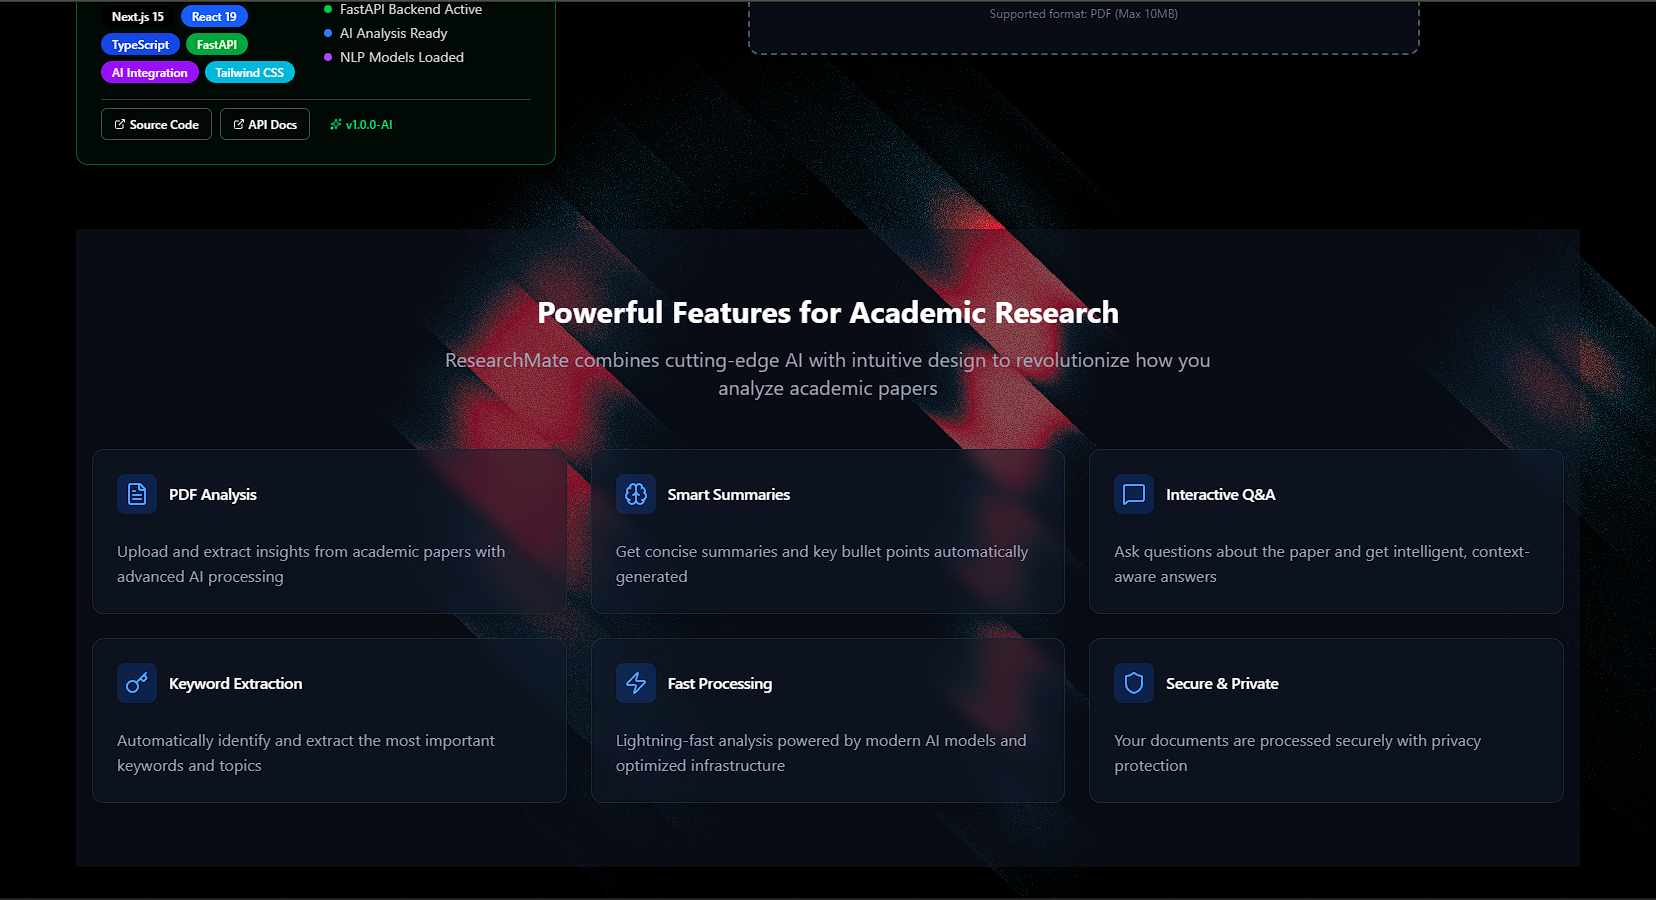 Next.js 15 React 19
TypeScript FastAPI
AI Integration Tailwind CSS
FastAPI Backend Active
AI Analysis Ready
NLP Models Loaded
Source Code API Docs v1.0.0-AI
Supported format: PDF (Max 10MB)
Powerful Features for Academic Research
ResearchMate combines cutting-edge AI with intuitive design to revolutionize how you
analyze academic papers
PDF Analysis
Upload and extract insights from academic papers with
advanced AI processing
Smart Summaries
Get concise summaries and key bullet points automatically
generated
Interactive Q&A
Ask questions about the paper and get intelligent, context-
aware answers
Keyword Extraction
Automatically identify and extract the most important
keywords and topics
Fast Processing
Lightning-fast analysis powered by modern AI models and
optimized infrastructure
Secure & Private
Your documents are processed securely with privacy
protection